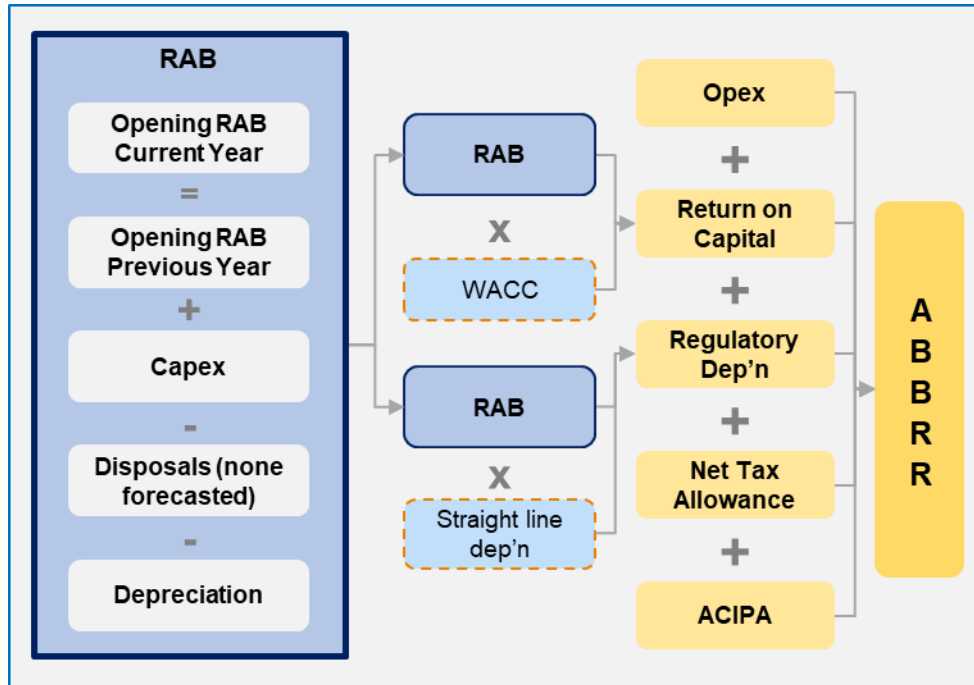 RAB
Opening RAB
Current Year
=
Opening RAB
Previous Year
+
Capex
-
Disposals (none
forecasted)
-
Depreciation
RAB
X
WACC
RAB
X
Straight line
dep'n
Opex
+
Return on
Capital
+
Regulatory
Dep'n
+
Net Tax
Allowance
+
ACIPA
A
B
B
R
R